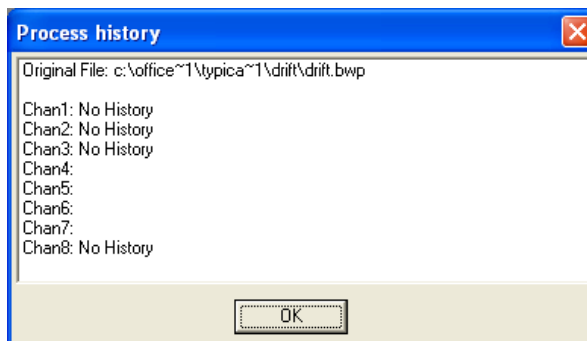 Process history
Original File: c:\office~1\typica~1\drift\drift.bwp
Chan1: No History
Chan2: No History
Chan3: No History
Chan4:
Chan5:
Chan6:
Chan7:
Chan8: No History
OK